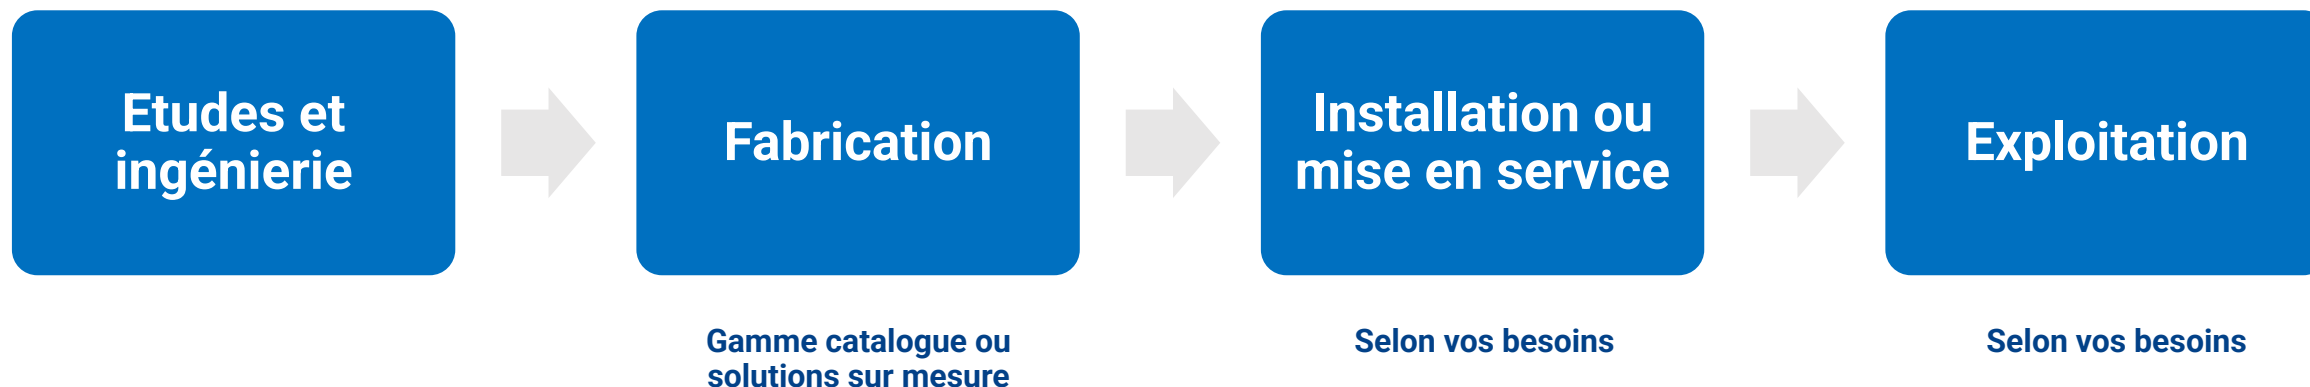 Etudes et
ingénierie
Fabrication
Installation ou
mise en service
Exploitation
Gamme catalogue ou
solutions sur mesure
Selon vos besoins
Selon vos besoins